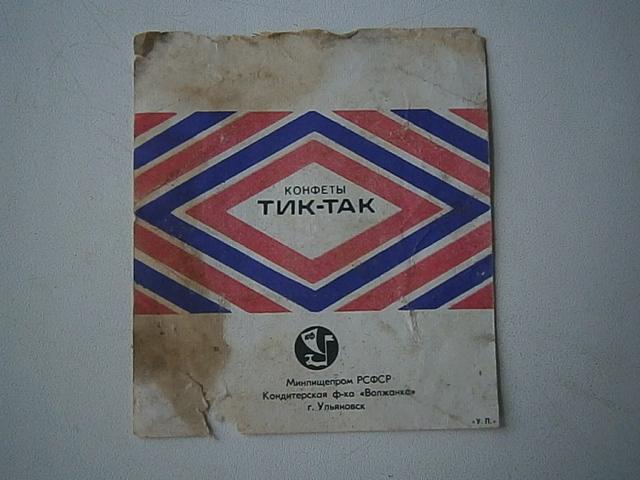 КОНФЕТЫ
ТИК-ТАК
Минпищепром РСФСР
Кондитерская ф-ка «Волжанка»
г. Ульяновск
«У. П.»